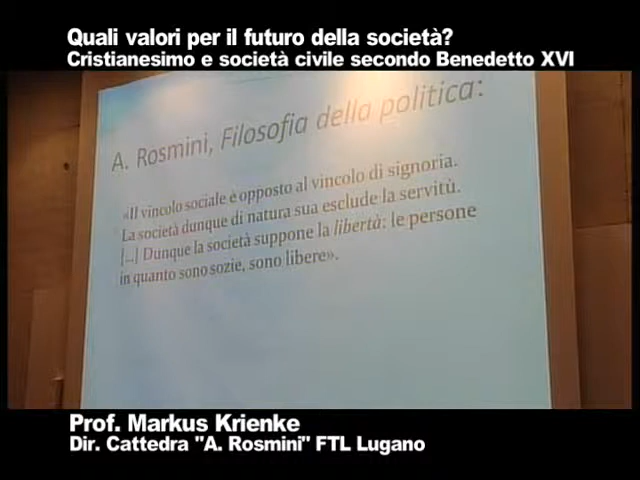 Quali valori per il futuro della società?
Cristianesimo e società civile secondo Benedetto XVI
A. Rosmini, Filosofia della politica:
«Il vincolo sociale è opposto al vincolo di signoria.
La società dunque di natura sua esclude la servitù.
[...] Dunque la società suppone la libertà: le persone
in quanto sono sozie, sono libere».
Prof. Markus Krienke
Dir. Cattedra "A. Rosmini" FTL Lugano